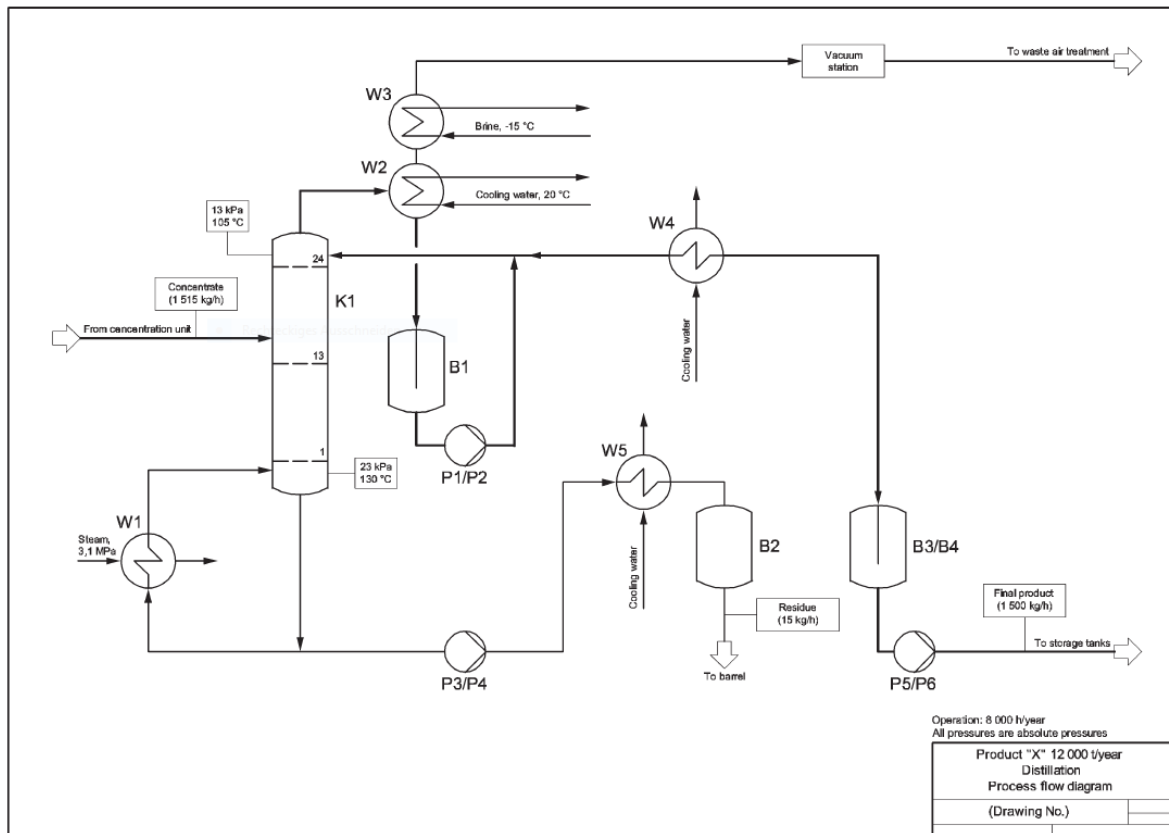 Vacuum
station
To waste air treatment
W3
Brine, -15 °C
W2
Cooling water, 20 °C
13 kPa
105 °C
W4
24
Concentrate
(1 515 kg/h)
K1
From concentration unit
Cooling water
13
B1
1
P1/P2
W5
23 kPa
130 °C
W1
Steam,
3,1 MPa
B2
B3/B4
Cooling water
Residue
(15 kg/h)
Final product
(1 500 kg/h)
To storage tanks
P3/P4
To barrel
P5/P6
Operation: 8 000 h/year
All pressures are absolute pressures
Product "X" 12 000 t/year
Distillation
Process flow diagram
(Drawing No.)